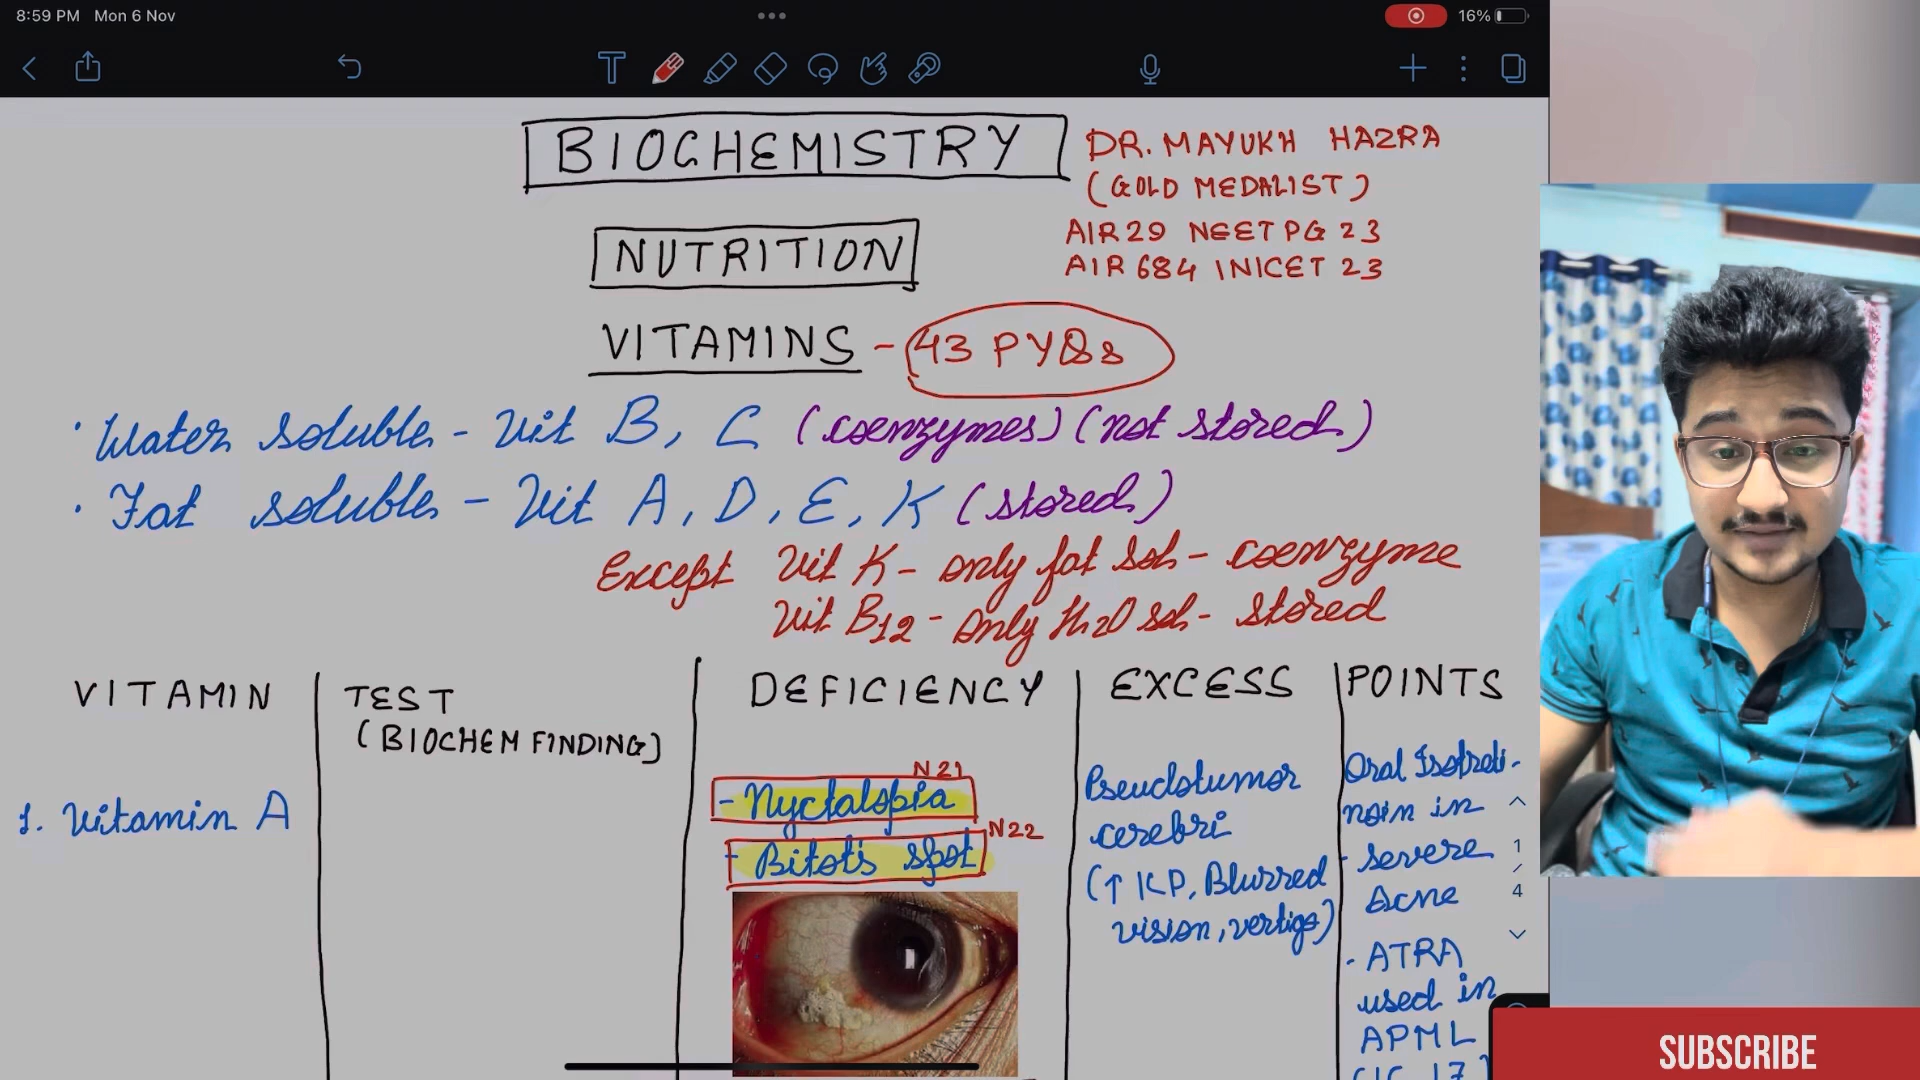 8:59 PM Mon 6 Nov
16%
BIOCHEMISTRY
DR. MAYUKH HAZRA
(GOLD MEDALIST)
NUTRITION
AIR 29 NEET PG 23
AIR 684 INICET 23
VITAMINS - 43 PYQs
· Water soluble - Vit B, C (coenzymes) (not stored)
· Fat soluble - Vit A, D, E, K (stored)
Except Vit K - only fat sol - coenzyme
Vit B12 - only H2O sol - stored
VITAMIN
TEST
(BIOCHEM FINDING)
DEFICIENCY
EXCESS
POINTS
1. Vitamin A
N21
- Nyctalopia
N22
- Bitot's spot
Pseudotumor
cerebri
(↑ ICP, Blurred
vision, vertigo)
Oral Isotreti-
noin in
severe
Acne
- ATRA
used in
APML
1
4
SUBSCRIBE